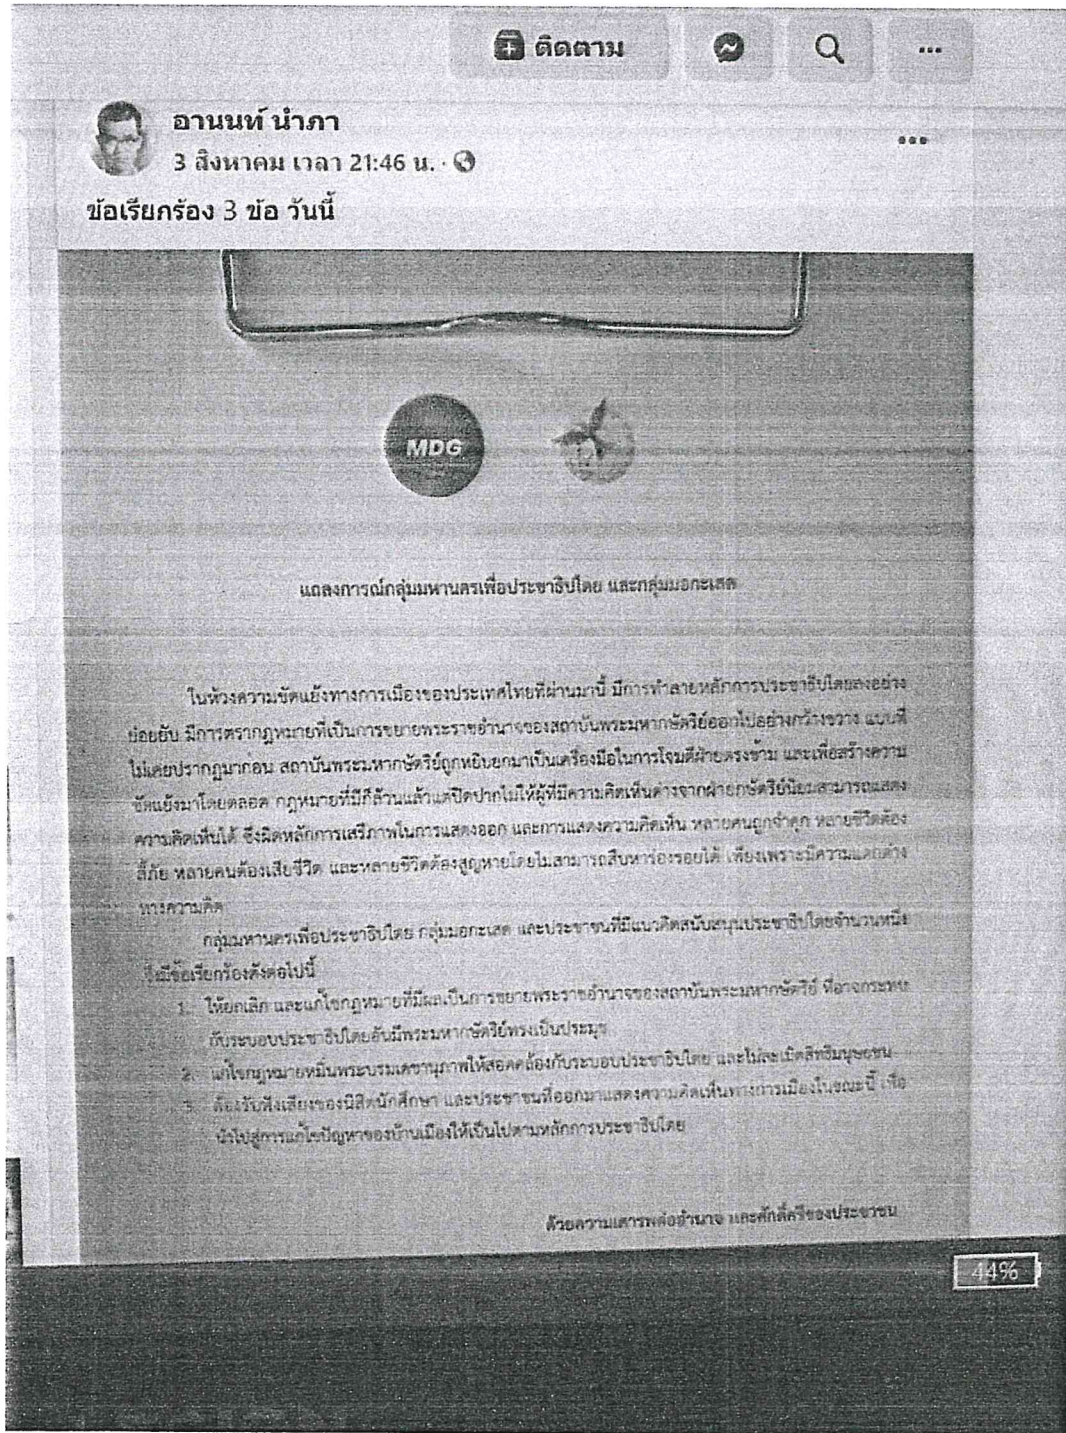 ติดตาม
อานนท์ นำภา
3 สิงหาคม เวลา 21:46 น.
ข้อเรียกร้อง 3 ข้อ วันนี้
MDG
แถลงการณ์กลุ่มมหานครเพื่อประชาธิปไตย และกลุ่มมอกะเสด
ในห้วงความขัดแย้งทางการเมืองของประเทศไทยที่ผ่านมานี้ มีการทำลายหลักการประชาธิปไตยลงอย่าง
ย่อยยับ มีการตรากฎหมายที่เป็นการขยายพระราชอำนาจของสถาบันพระมหากษัตริย์ออกไปอย่างกว้างขวาง แบบที่
ไม่เคยปรากฏมาก่อน สถาบันพระมหากษัตริย์ถูกหยิบยกมาเป็นเครื่องมือในการโจมตีฝ่ายตรงข้าม และเพื่อสร้างความ
ขัดแย้งมาโดยตลอด กฎหมายที่มีก็ล้วนแล้วแต่ปิดปากไม่ให้ผู้ที่มีความคิดเห็นต่างจากฝ่ายกษัตริย์นิยมสามารถแสดง
ความคิดเห็นได้ ซึ่งผิดหลักการเสรีภาพในการแสดงออก และการแสดงความคิดเห็น หลายคนถูกจำคุก หลายชีวิตต้อง
ลี้ภัย หลายคนต้องเสียชีวิต และหลายชีวิตต้องสูญหายโดยไม่สามารถสืบหาร่องรอยได้ เพียงเพราะมีความแตกต่าง
ทางความคิด
กลุ่มมหานครเพื่อประชาธิปไตย กลุ่มมอกะเสด และประชาชนที่มีแนวคิดสนับสนุนประชาธิปไตยจำนวนหนึ่ง
จึงมีข้อเรียกร้องดังต่อไปนี้
1. ให้ยกเลิก และแก้ไขกฎหมายที่มีผลเป็นการขยายพระราชอำนาจของสถาบันพระมหากษัตริย์ ที่อาจกระทบ
กับระบอบประชาธิปไตยอันมีพระมหากษัตริย์ทรงเป็นประมุข
2. แก้ไขกฎหมายหมิ่นพระบรมเดชานุภาพให้สอดคล้องกับระบอบประชาธิปไตย และไม่ละเมิดสิทธิมนุษยชน
3. ต้องรับฟังเสียงของนิสิตนักศึกษา และประชาชนที่ออกมาแสดงความคิดเห็นทางการเมืองในขณะนี้ เพื่อ
นำไปสู่การแก้ไขปัญหาของบ้านเมืองให้เป็นไปตามหลักการประชาธิปไตย
ด้วยความเคารพต่ออำนาจ และศักดิ์ศรีของประชาชน
44%